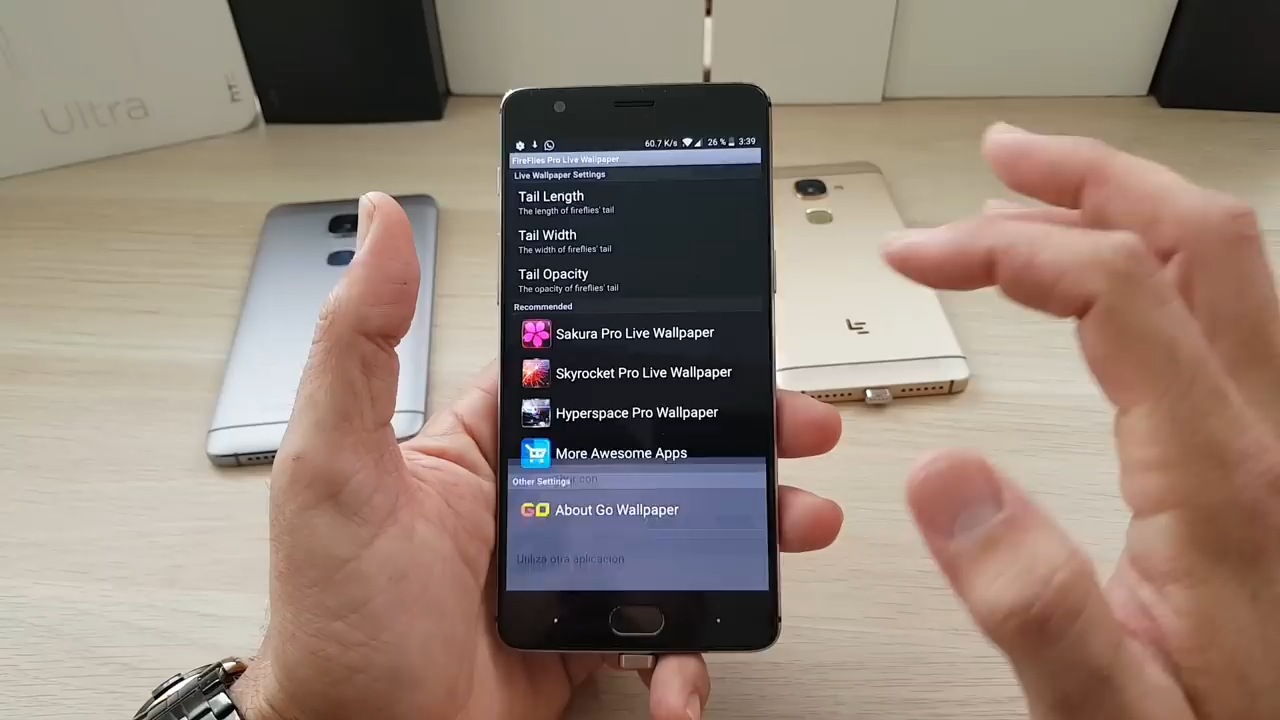 Ultra
60.7 K/s 26 % 3:39
FireFlies Pro Live Wallpaper
Live Wallpaper Settings
Tail Length
The length of fireflies' tail
Tail Width
The width of fireflies' tail
Tail Opacity
The opacity of fireflies' tail
Recommended
Sakura Pro Live Wallpaper
Skyrocket Pro Live Wallpaper
Hyperspace Pro Wallpaper
More Awesome Apps
con
Other Settings
GO About Go Wallpaper
Utiliza otra aplicación